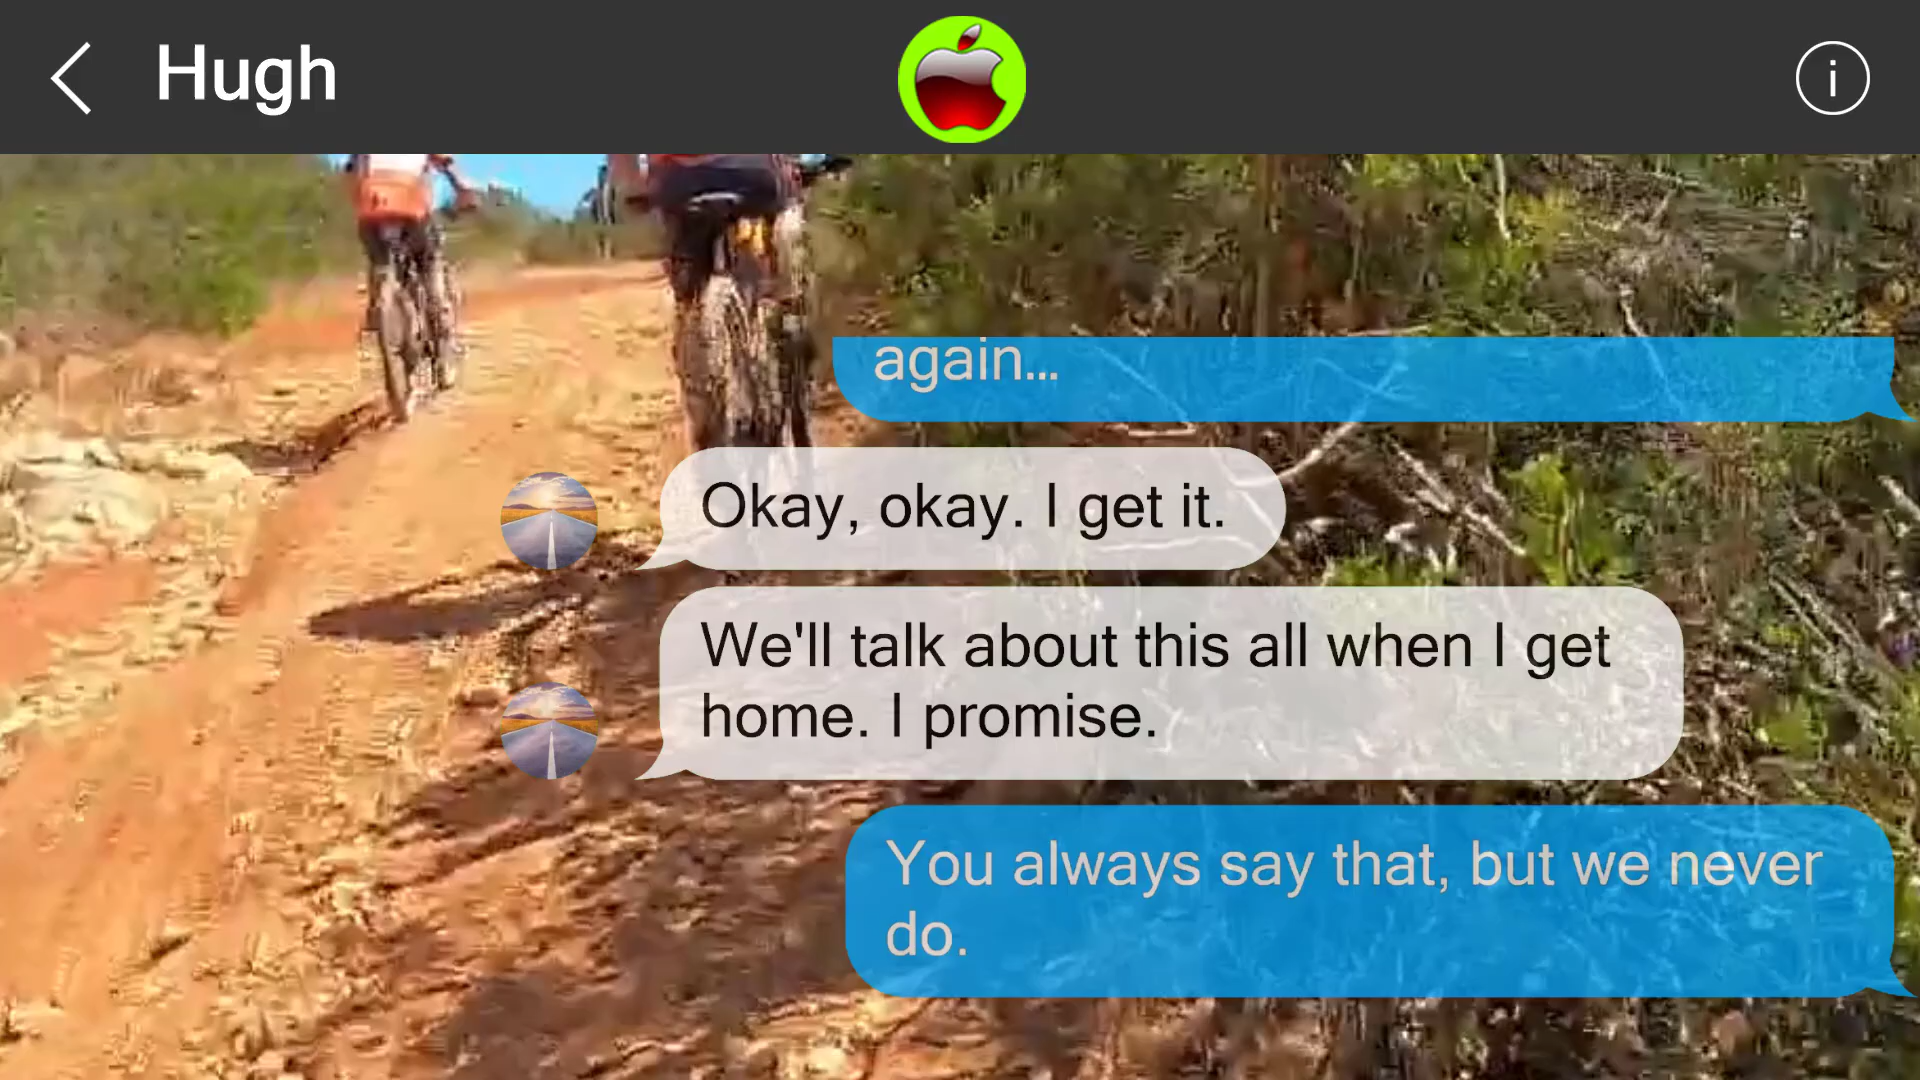 Hugh
again...
Okay, okay. I get it.
We'll talk about this all when I get
home. I promise.
You always say that, but we never
do.